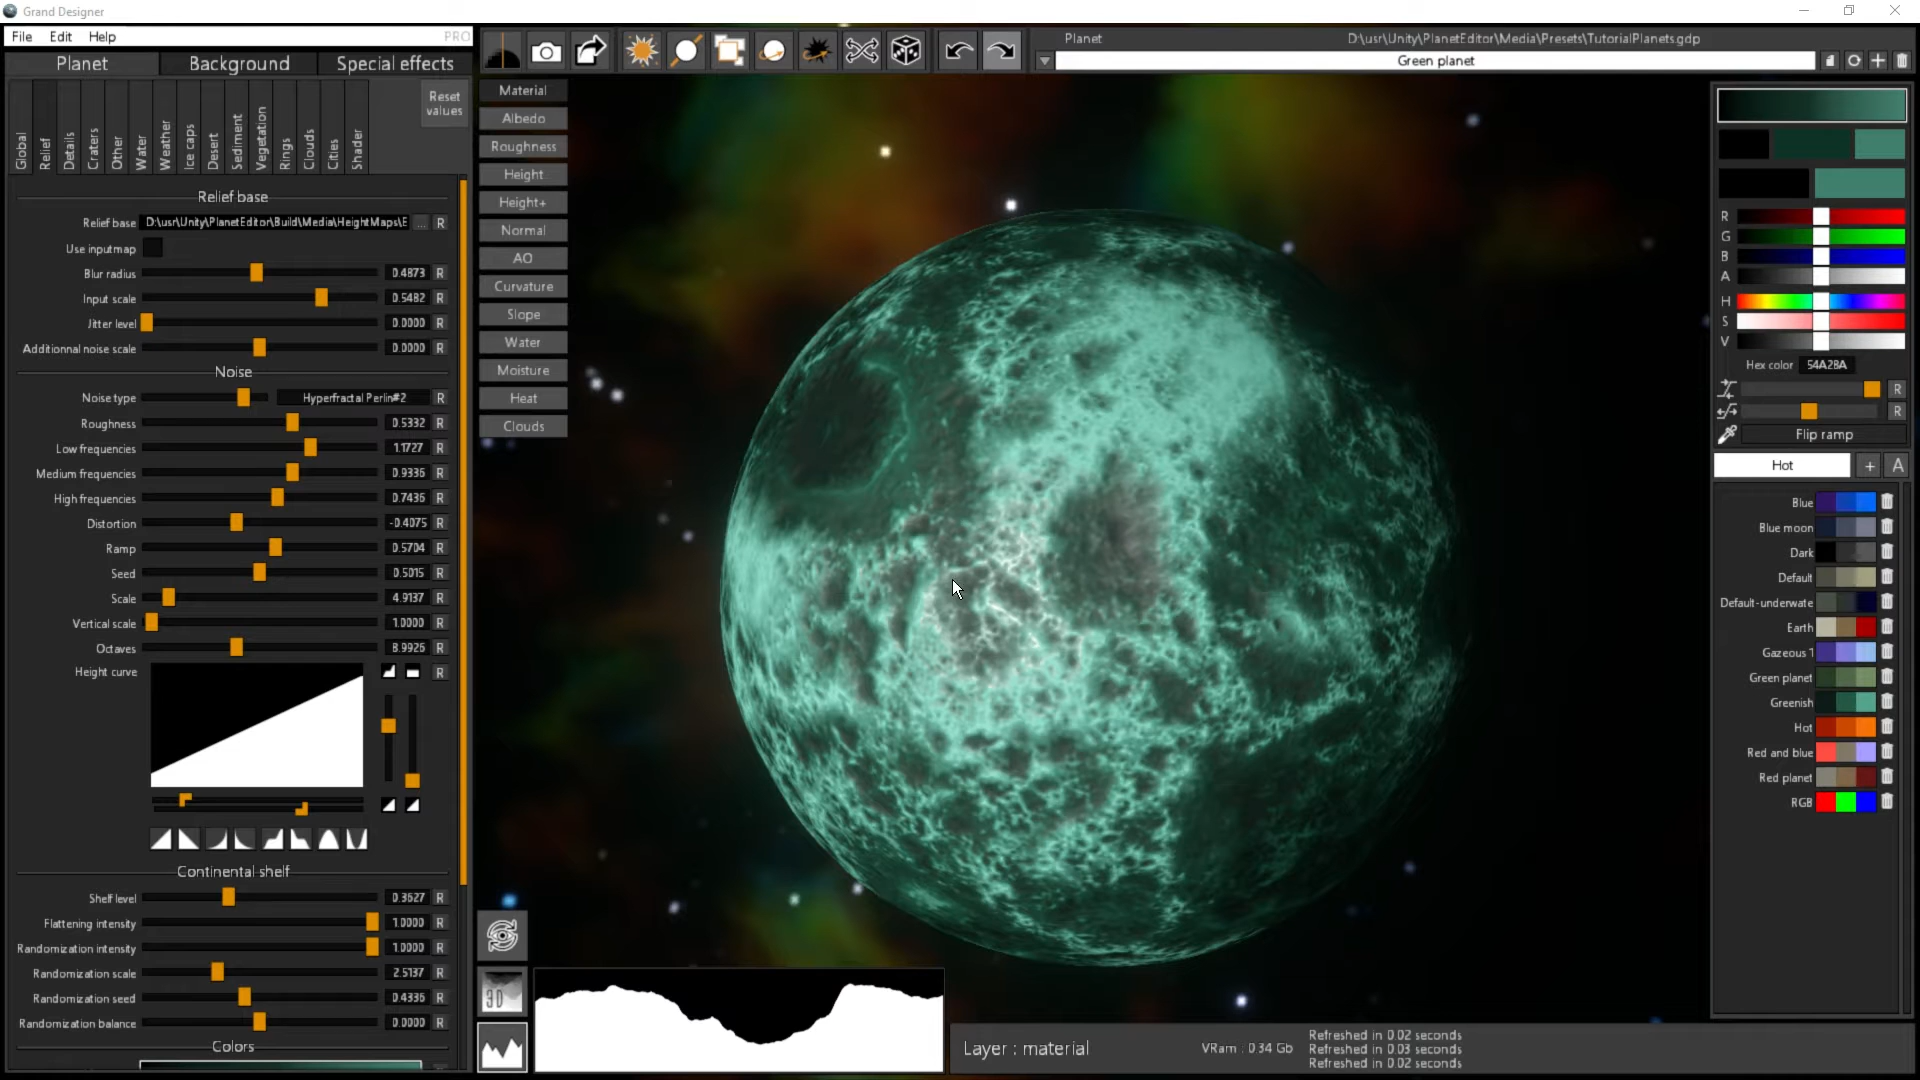 Grand Designer
File Edit Help PRO
Planet Background Special effects
Global
Relief
Details
Craters
Other
Water
Weather
Ice caps
Desert
Sediment
Vegetation
Rings
Clouds
Cities
Shader
Reset
values
Relief base
Relief base D:\usr\Unity\PlanetEditor\Build\Media\HeightMaps\E ... R
Use inputmap
Blur radius 0.4873 R
Input scale 0.5482 R
Jitter level 0.0000 R
Additionnal noise scale 0.0000 R
Noise
Noise type Hyperfractal Perlin#2 R
Roughness 0.5332 R
Low frequencies 1.1727 R
Medium frequencies 0.9336 R
High frequencies 0.7436 R
Distortion -0.4075 R
Ramp 0.5704 R
Seed 0.5015 R
Scale 4.9137 R
Vertical scale 1.0000 R
Octaves 8.9926 R
Height curve R
Continental shelf
Shelf level 0.3627 R
Flattening intensity 1.0000 R
Randomization intensity 1.0000 R
Randomization scale 2.5137 R
Randomization seed 0.4336 R
Randomization balance 0.0000 R
Colors
Material
Albedo
Roughness
Height
Height+
Normal
AO
Curvature
Slope
Water
Moisture
Heat
Clouds
3D
Planet D:\usr\Unity\PlanetEditor\Media\Presets\TutorialPlanets.gdp
Green planet
R
G
B
A
H
S
V
Hex color 54A28A
R
R
Flip ramp
Hot + A
Blue
Blue moon
Dark
Default
Default-underwate
Earth
Gazeous 1
Green planet
Greenish
Hot
Red and blue
Red planet
RGB
Layer : material VRam : 0.34 Gb
Refreshed in 0.02 seconds
Refreshed in 0.03 seconds
Refreshed in 0.02 seconds